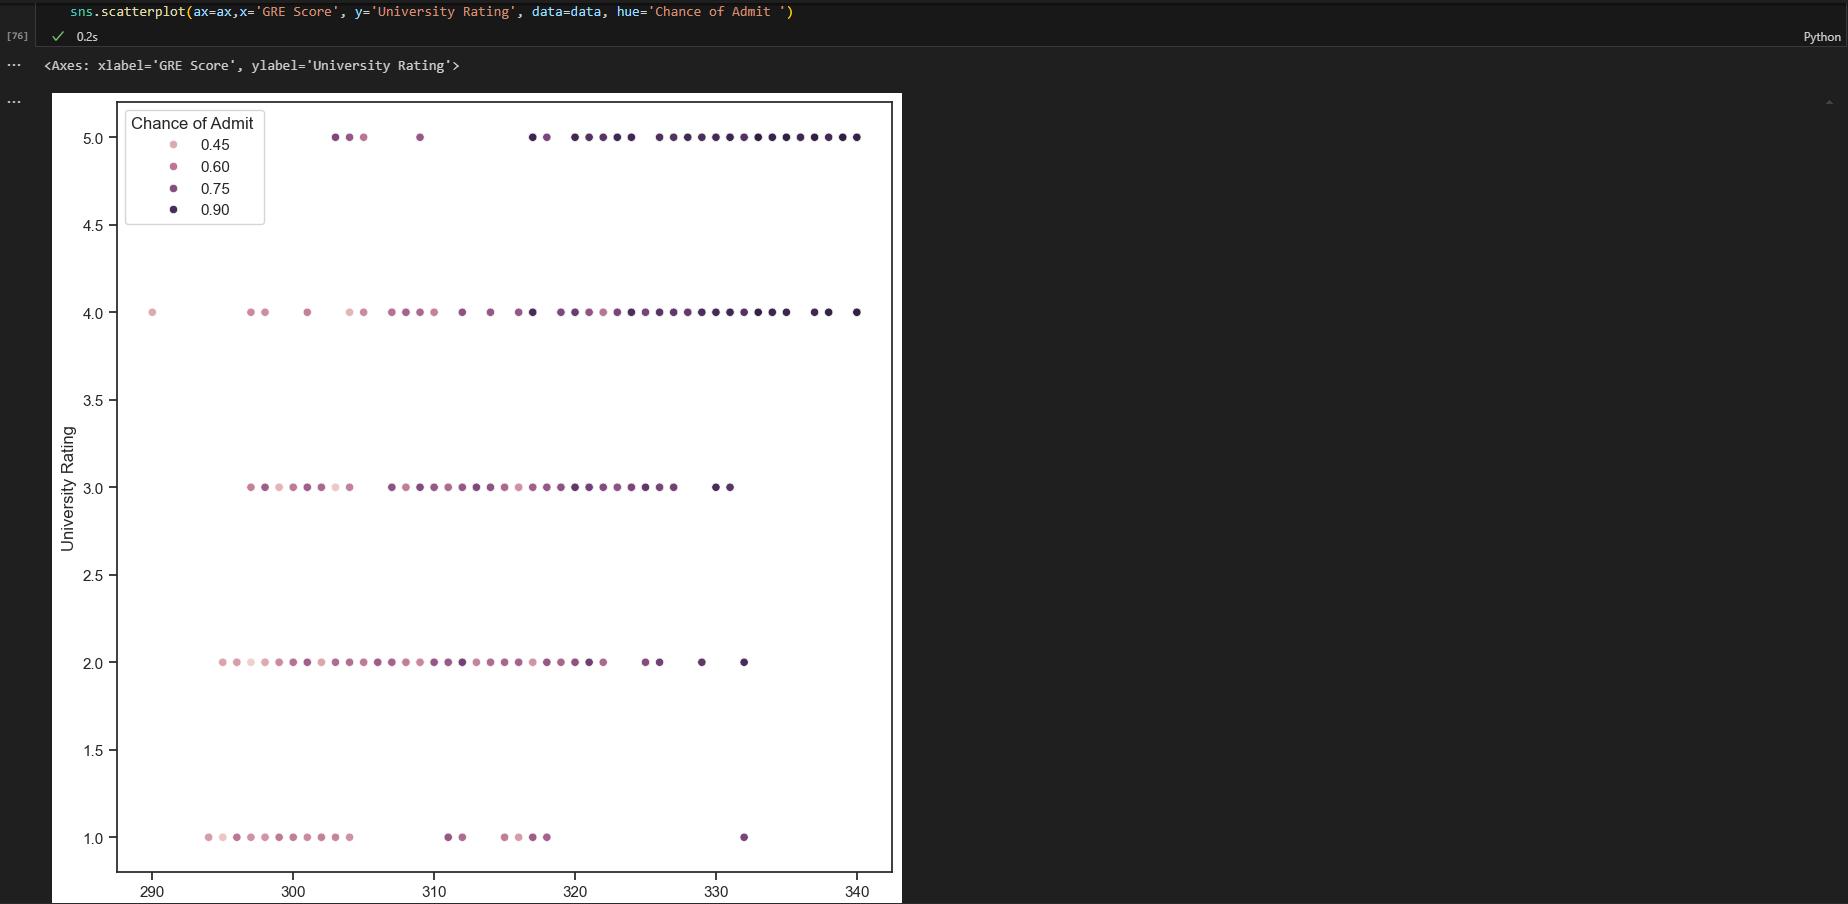 sns.scatterplot(ax=ax,x='GRE Score', y='University Rating', data=data, hue='Chance of Admit ')
[76]
0.2s
Python
...
<Axes: xlabel='GRE Score', ylabel='University Rating'>
...
Chance of Admit
0.45
0.60
0.75
0.90
5.0
4.5
4.0
3.5
3.0
2.5
2.0
1.5
1.0
University Rating
290 300 310 320 330 340